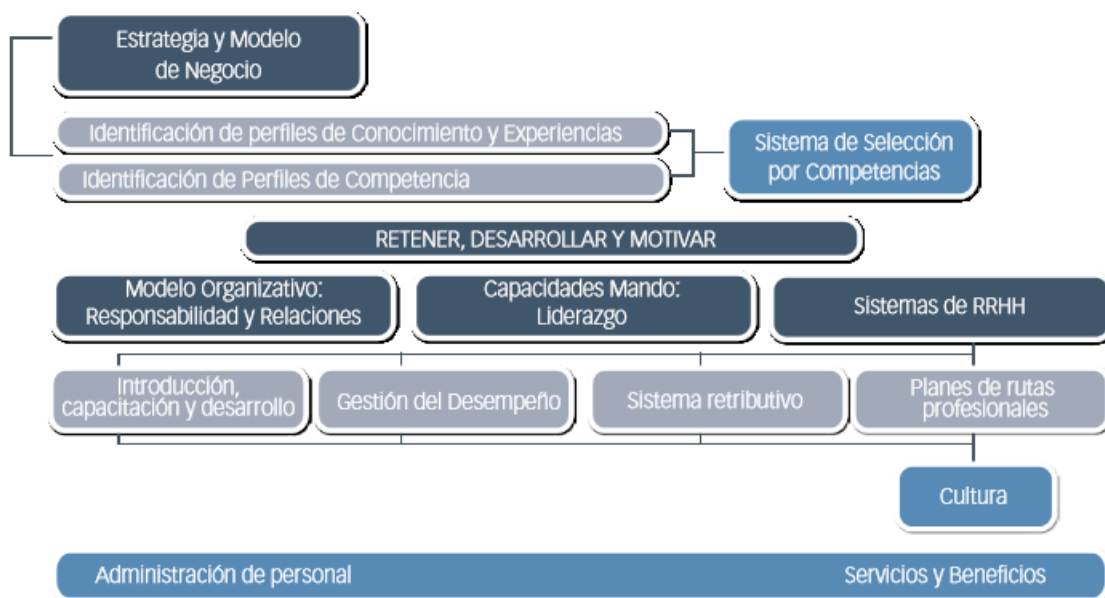 Estrategia y Modelo
de Negocio
Identificación de perfiles de Conocimiento y Experiencias
Identificación de Perfiles de Competencia
Sistema de Selección
por Competencias
RETENER, DESARROLLAR Y MOTIVAR
Modelo Organizativo:
Responsabilidad y Relaciones
Capacidades Mando:
Liderazgo
Sistemas de RRHH
Introducción,
capacitación y desarrollo
Gestión del Desempeño
Sistema retributivo
Planes de rutas
profesionales
Cultura
Administración de personal
Servicios y Beneficios